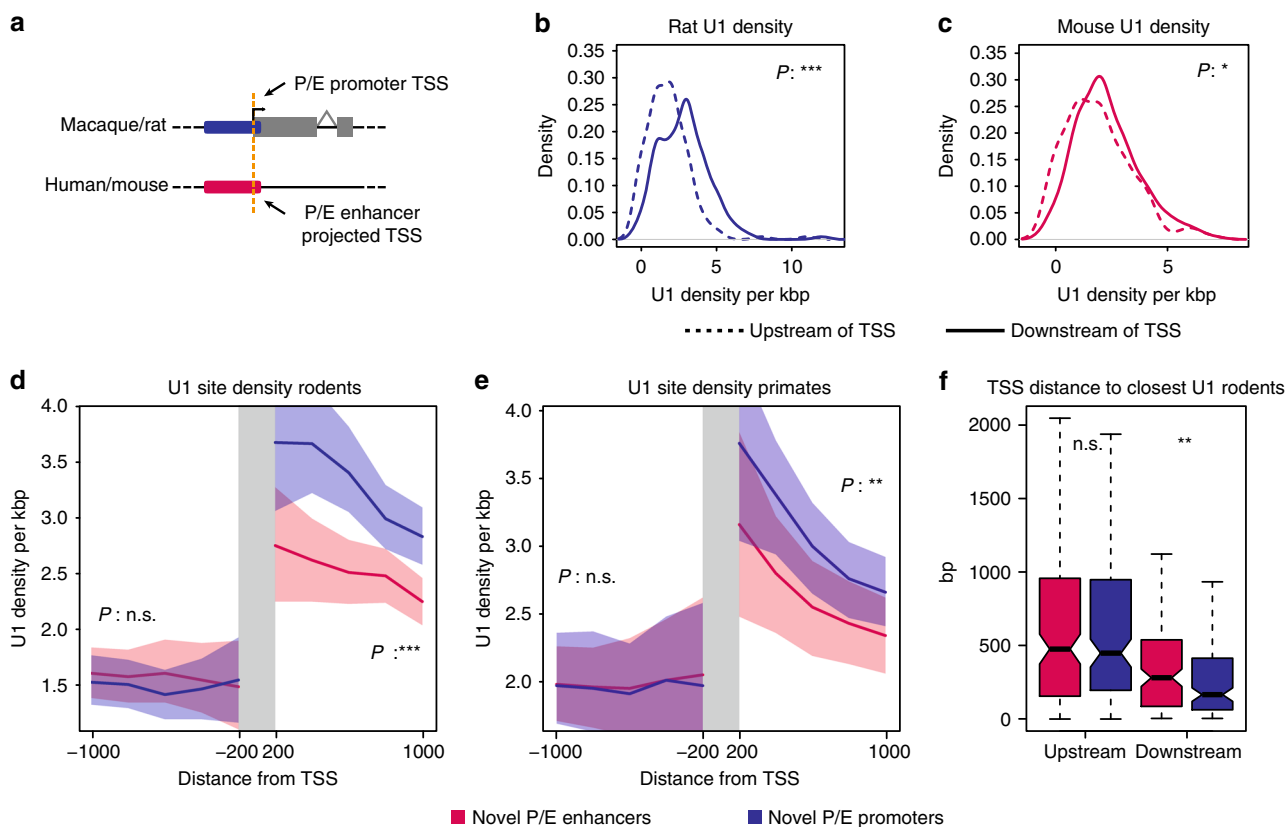 a
P/E promoter TSS
Macaque/rat
Human/mouse
P/E enhancer
projected TSS
b
Rat U1 density
P: ***
Density
0.30
0.25
0.20
0.15
0.10
0.05
0.00
0 5 10
U1 density per kbp
c
Mouse U1 density
P: *
Density
0.30
0.25
0.20
0.15
0.10
0.05
0.00
0 5
U1 density per kbp
Upstream of TSS Downstream of TSS
d
U1 site density rodents
U1 density per kbp
4.0
3.5
3.0
2.5
2.0
1.5
P: n.s.
P :***
–1000 –200 200 1000
Distance from TSS
e
U1 site density primates
U1 density per kbp
4.0
3.5
3.0
2.5
2.0
P: n.s.
P: **
–1000 –200 200 1000
Distance from TSS
f
TSS distance to closest U1 rodents
bp
2000
1500
1000
500
0
n.s. **
Upstream Downstream
Novel P/E enhancers Novel P/E promoters